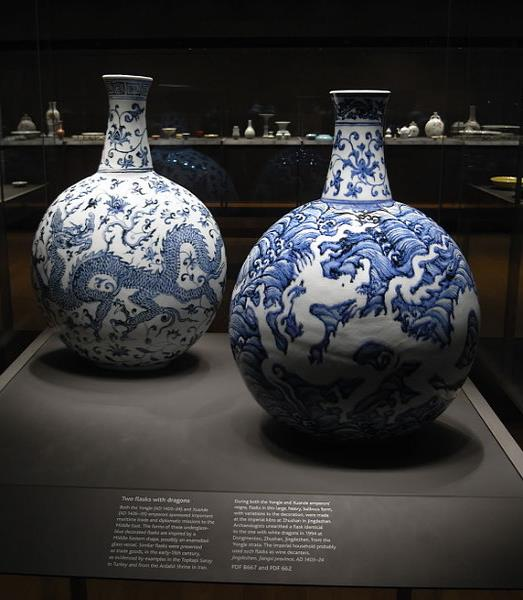 Two flasks with dragons
Both the Yongle (AD 1403–24) and Xuande
(AD 1426–35) emperors sponsored important
maritime trade and diplomatic missions to the
Middle East. The forms of these underglaze-
blue decorated flasks are inspired by a
Middle Eastern shape, possibly an enamelled
glass vessel. Similar flasks were presented
as trade goods, in the early-15th century,
as evidenced by examples in the Topkapi Saray
in Turkey and from the Ardabil Shrine in Iran.
During both the Yongle and Xuande emperors'
reigns, flasks in this large, heavy, bulbous form,
with variations to the decoration, were made
at the imperial kilns at Zhushan in Jingdezhen.
Archaeologists unearthed a flask identical
to the one with white dragons in 1994 at
Dongmentou, Zhushan, Jingdezhen, from the
Yongle strata. The imperial household probably
used such flasks as wine decanters.
Jingdezhen, Jiangxi province, AD 1403–24
PDF B667 and PDF 662